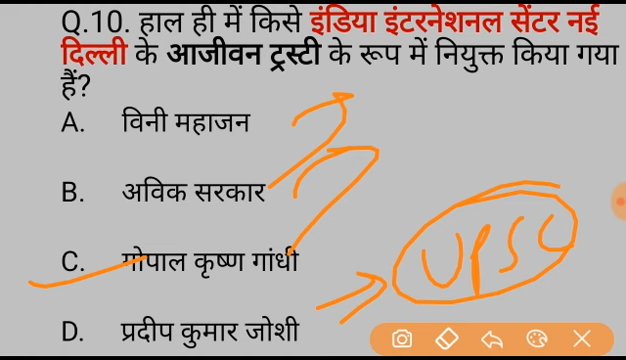 Q.10. हाल ही में किसे इंडिया इंटरनेशनल सेंटर नई
दिल्ली के आजीवन ट्रस्टी के रूप में नियुक्त किया गया
हैं?
A. विनी महाजन
B. अविक सरकार
C. गोपाल कृष्ण गांधी
UPSC
D. प्रदीप कुमार जोशी